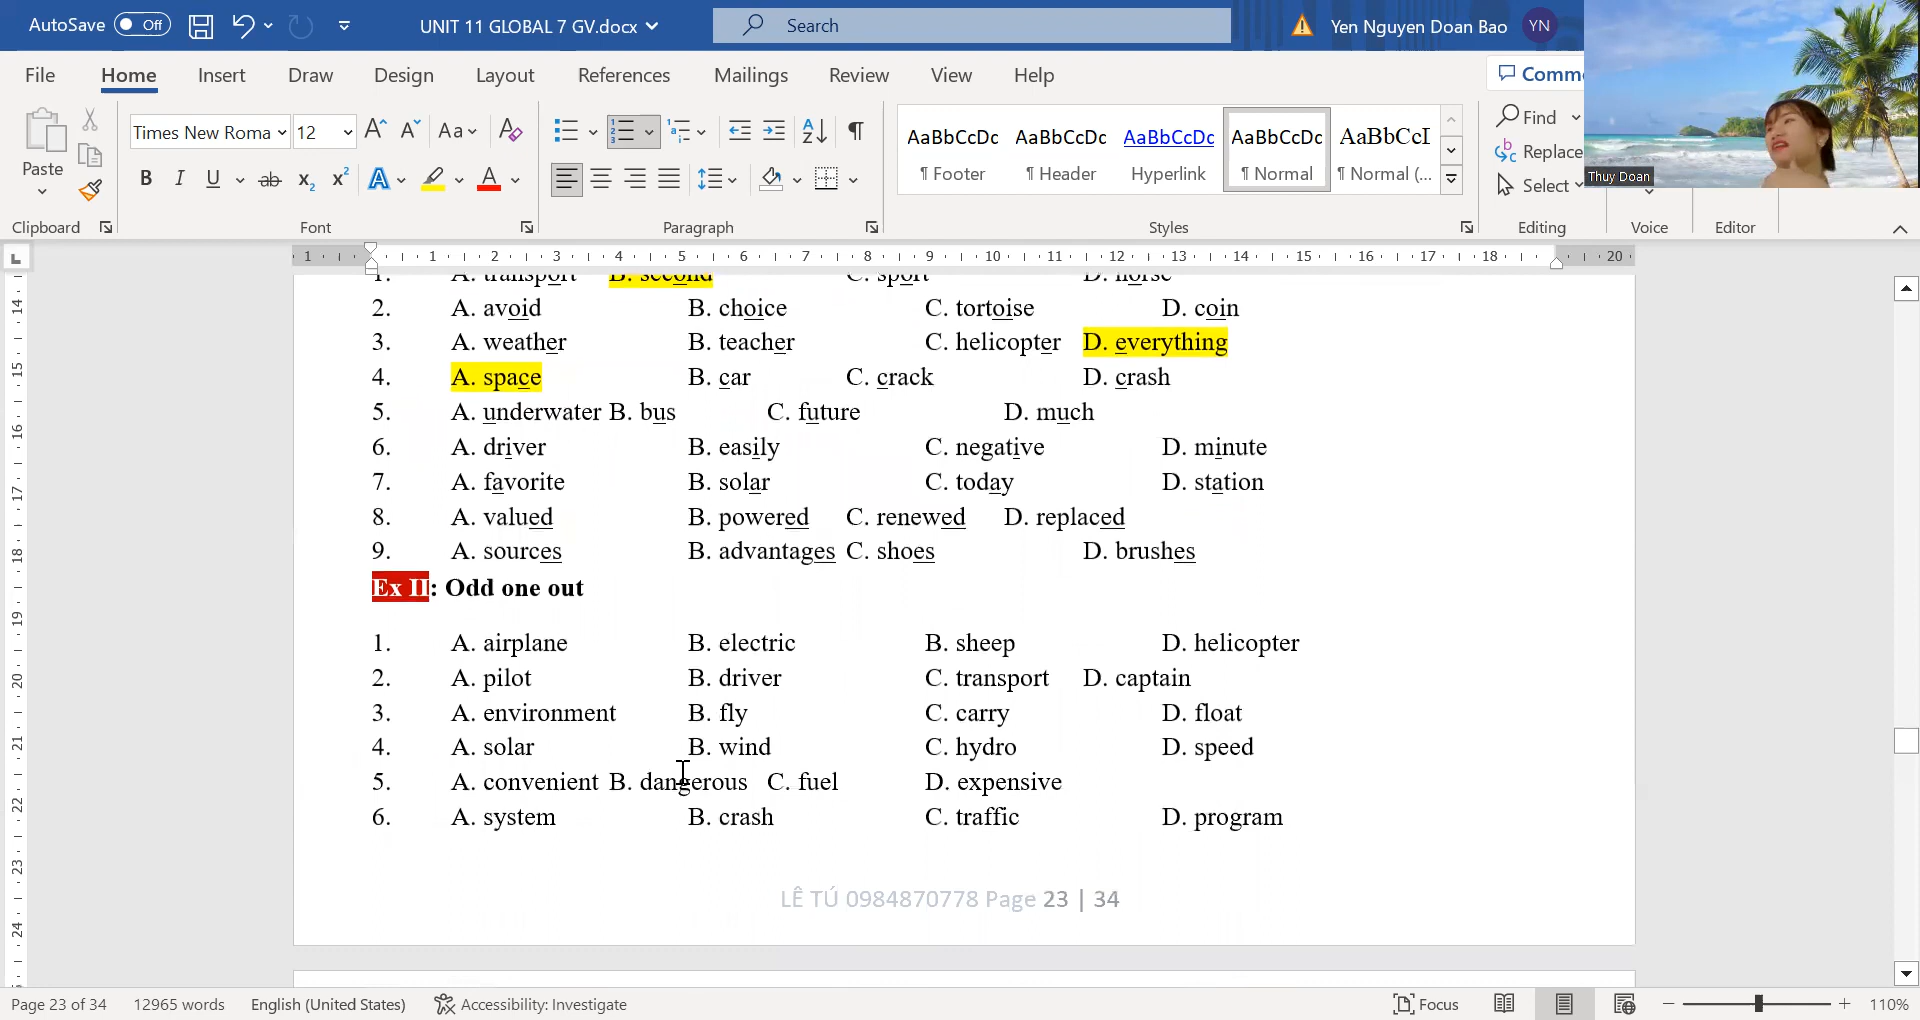 AutoSave Off UNIT 11 GLOBAL 7 GV.docx Search Yen Nguyen Doan Bao YN
File Home Insert Draw Design Layout References Mailings Review View Help
Paste
Clipboard
Times New Roma 12
Font
Paragraph
AaBbCcDc AaBbCcDc AaBbCcDc AaBbCcDc AaBbCcI
¶ Footer ¶ Header Hyperlink ¶ Normal ¶ Normal (...
Styles
Find
Replace
Select
Editing
Voice
Editor
Thuy Doan
1. A. transport B. second C. sport D. horse
2. A. avoid B. choice C. tortoise D. coin
3. A. weather B. teacher C. helicopter D. everything
4. A. space B. car C. crack D. crash
5. A. underwater B. bus C. future D. much
6. A. driver B. easily C. negative D. minute
7. A. favorite B. solar C. today D. station
8. A. valued B. powered C. renewed D. replaced
9. A. sources B. advantages C. shoes D. brushes
Ex II: Odd one out
1. A. airplane B. electric B. sheep D. helicopter
2. A. pilot B. driver C. transport D. captain
3. A. environment B. fly C. carry D. float
4. A. solar B. wind C. hydro D. speed
5. A. convenient B. dangerous C. fuel D. expensive
6. A. system B. crash C. traffic D. program
LÊ TÚ 0984870778 Page 23 | 34
Page 23 of 34 12965 words English (United States) Accessibility: Investigate Focus 110%